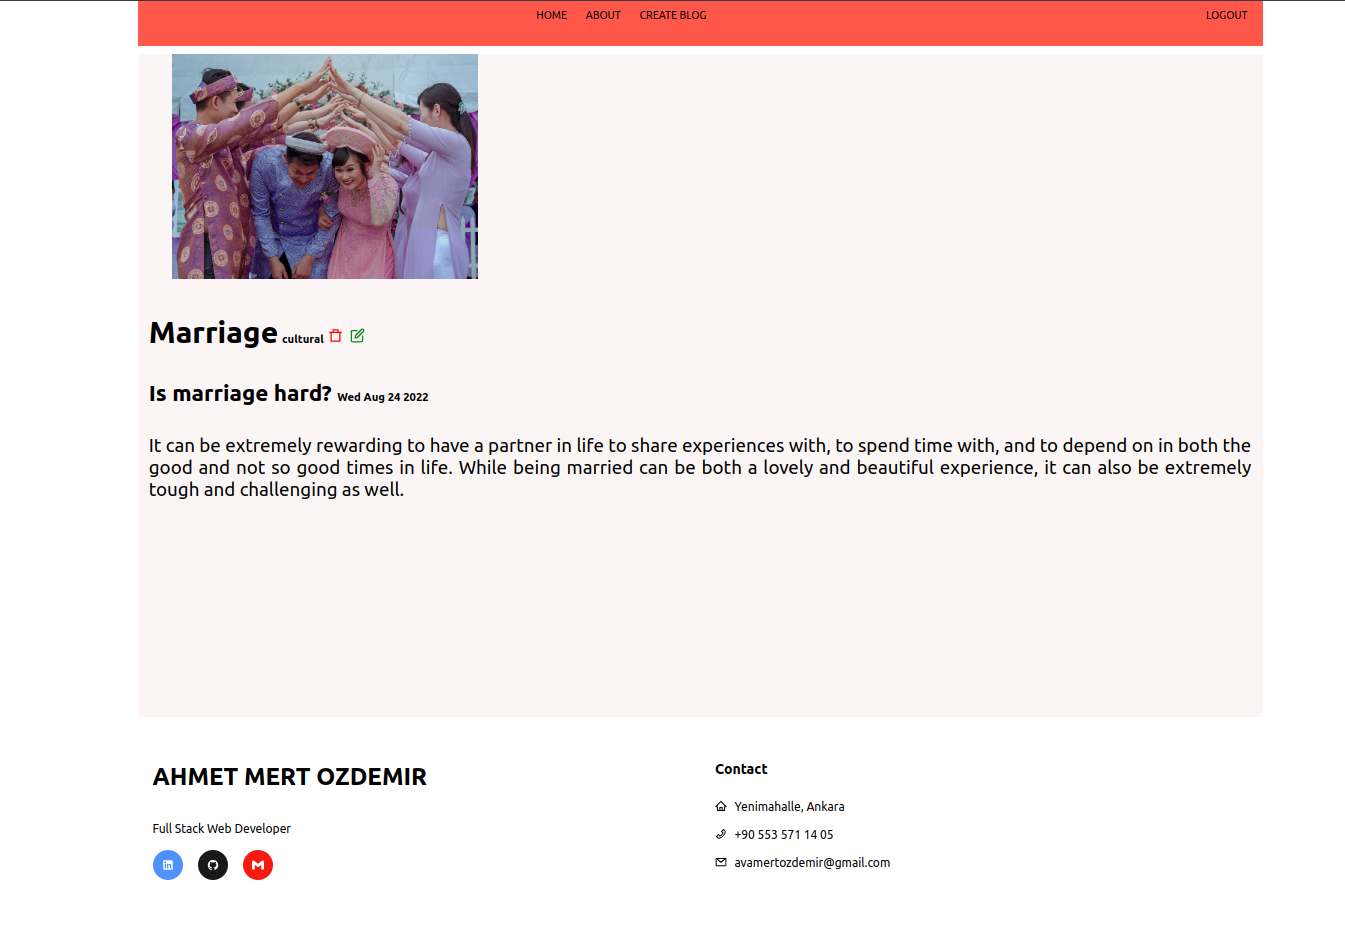 HOME ABOUT CREATE BLOG LOGOUT
Marriage cultural
Is marriage hard? Wed Aug 24 2022
It can be extremely rewarding to have a partner in life to share experiences with, to spend time with, and to depend on in both the
good and not so good times in life. While being married can be both a lovely and beautiful experience, it can also be extremely
tough and challenging as well.
AHMET MERT OZDEMIR
Full Stack Web Developer
in
M
Contact
Yenimahalle, Ankara
+90 553 571 14 05
avamertozdemir@gmail.com